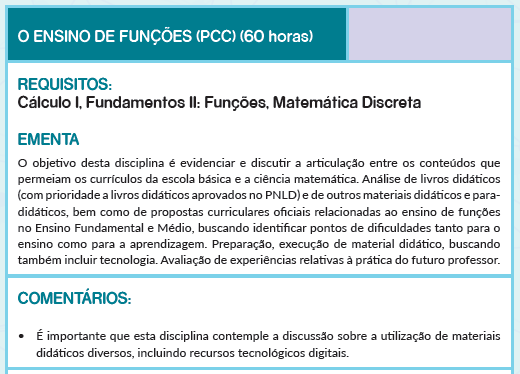 O ENSINO DE FUNÇÕES (PCC) (60 horas)
REQUISITOS:
Cálculo I, Fundamentos II: Funções, Matemática Discreta
EMENTA
O objetivo desta disciplina é evidenciar e discutir a articulação entre os conteúdos que
permeiam os currículos da escola básica e a ciência matemática. Análise de livros didáticos
(com prioridade a livros didáticos aprovados no PNLD) e de outros materiais didáticos e para-
didáticos, bem como de propostas curriculares oficiais relacionadas ao ensino de funções
no Ensino Fundamental e Médio, buscando identificar pontos de dificuldades tanto para o
ensino como para a aprendizagem. Preparação, execução de material didático, buscando
também incluir tecnologia. Avaliação de experiências relativas à prática do futuro professor.
COMENTÁRIOS:
• É importante que esta disciplina contemple a discussão sobre a utilização de materiais
didáticos diversos, incluindo recursos tecnológicos digitais.